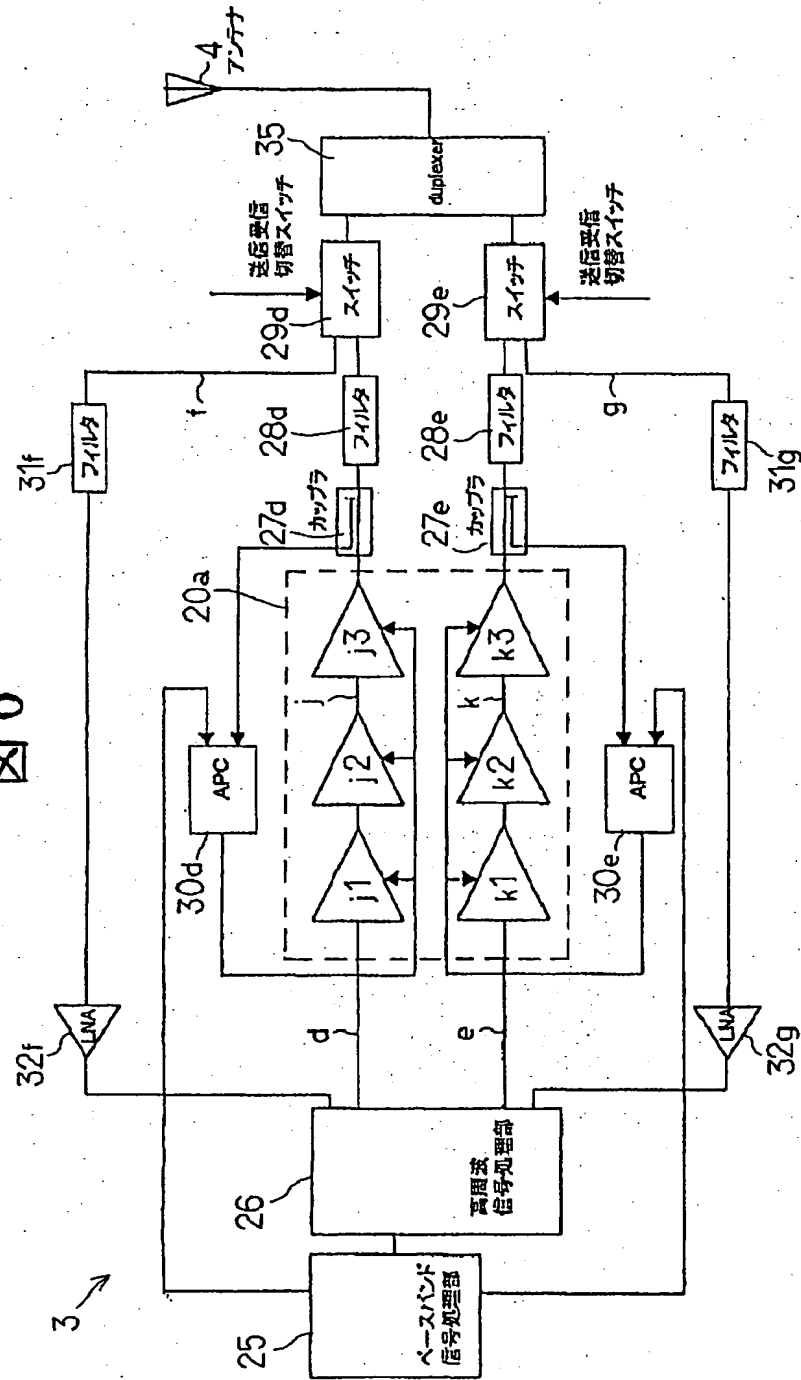 図6
3
25
ベースバンド
信号処理部
26
高周波
信号処理部
32f
LNA
31f
フィルタ
f
30d
APC
d
j1
j2
j
j3
20a
27d
カップラ
28d
フィルタ
29d
スイッチ
送信受信
切替スイッチ
35
duplexer
4
アンテナ
e
k1
k2
k
k3
27e
カップラ
28e
フィルタ
29e
スイッチ
送信受信
切替スイッチ
30e
APC
g
31g
フィルタ
32g
LNA